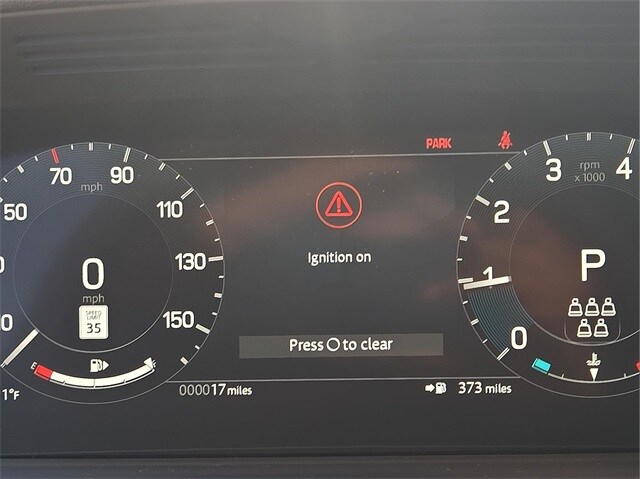 PARK
50
70
90
110
130
150
mph
0
mph
SPEED
LIMIT
35
E
F
1°F
000017 miles
Ignition on
Press O to clear
373 miles
0
1
2
3
4
rpm
x 1000
P